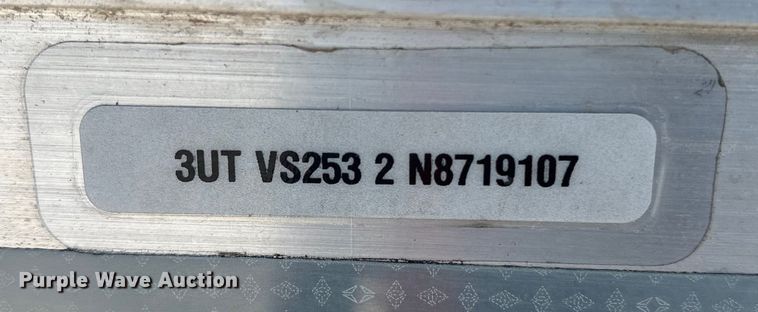 3UT VS253 2 N8719107
Purple Wave Auction